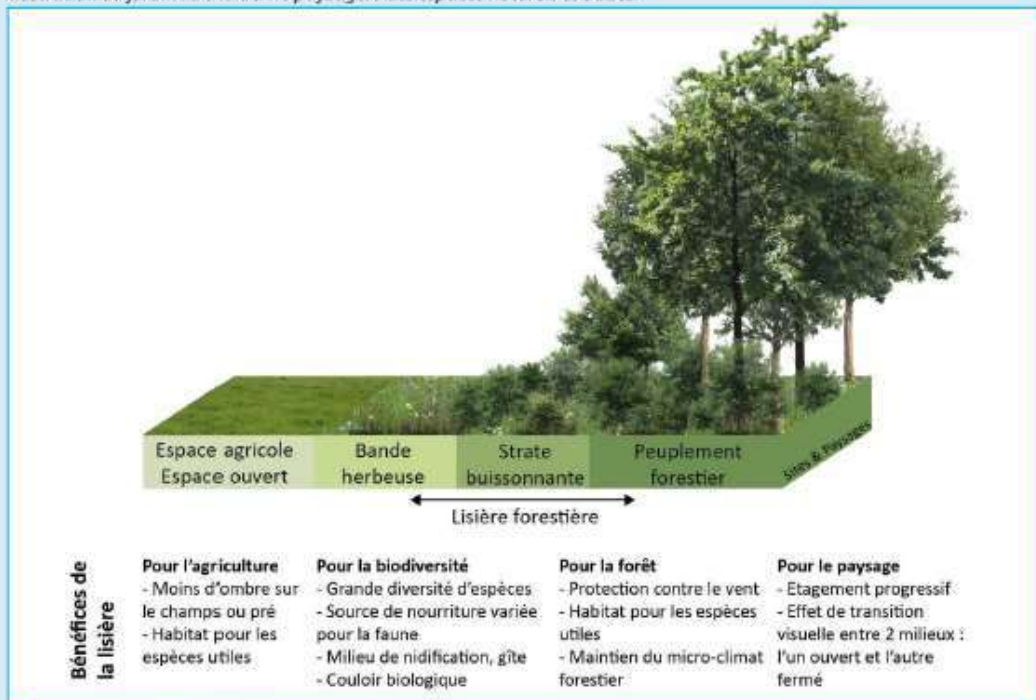 Espace agricole
Espace ouvert
Bande
herbeuse
Strate
buissonnante
Peuplement
forestier
Sites & Paysages
Lisière forestière
Bénéfices de
la lisière
Pour l'agriculture
- Moins d'ombre sur
le champs ou pré
- Habitat pour les
espèces utiles
Pour la biodiversité
- Grande diversité d'espèces
- Source de nourriture variée
pour la faune
- Milieu de nidification, gîte
- Couloir biologique
Pour la forêt
- Protection contre le vent
- Habitat pour les espèces
utiles
- Maintien du micro-climat
forestier
Pour le paysage
- Etagement progressif
- Effet de transition
visuelle entre 2 milieux :
l'un ouvert et l'autre
fermé